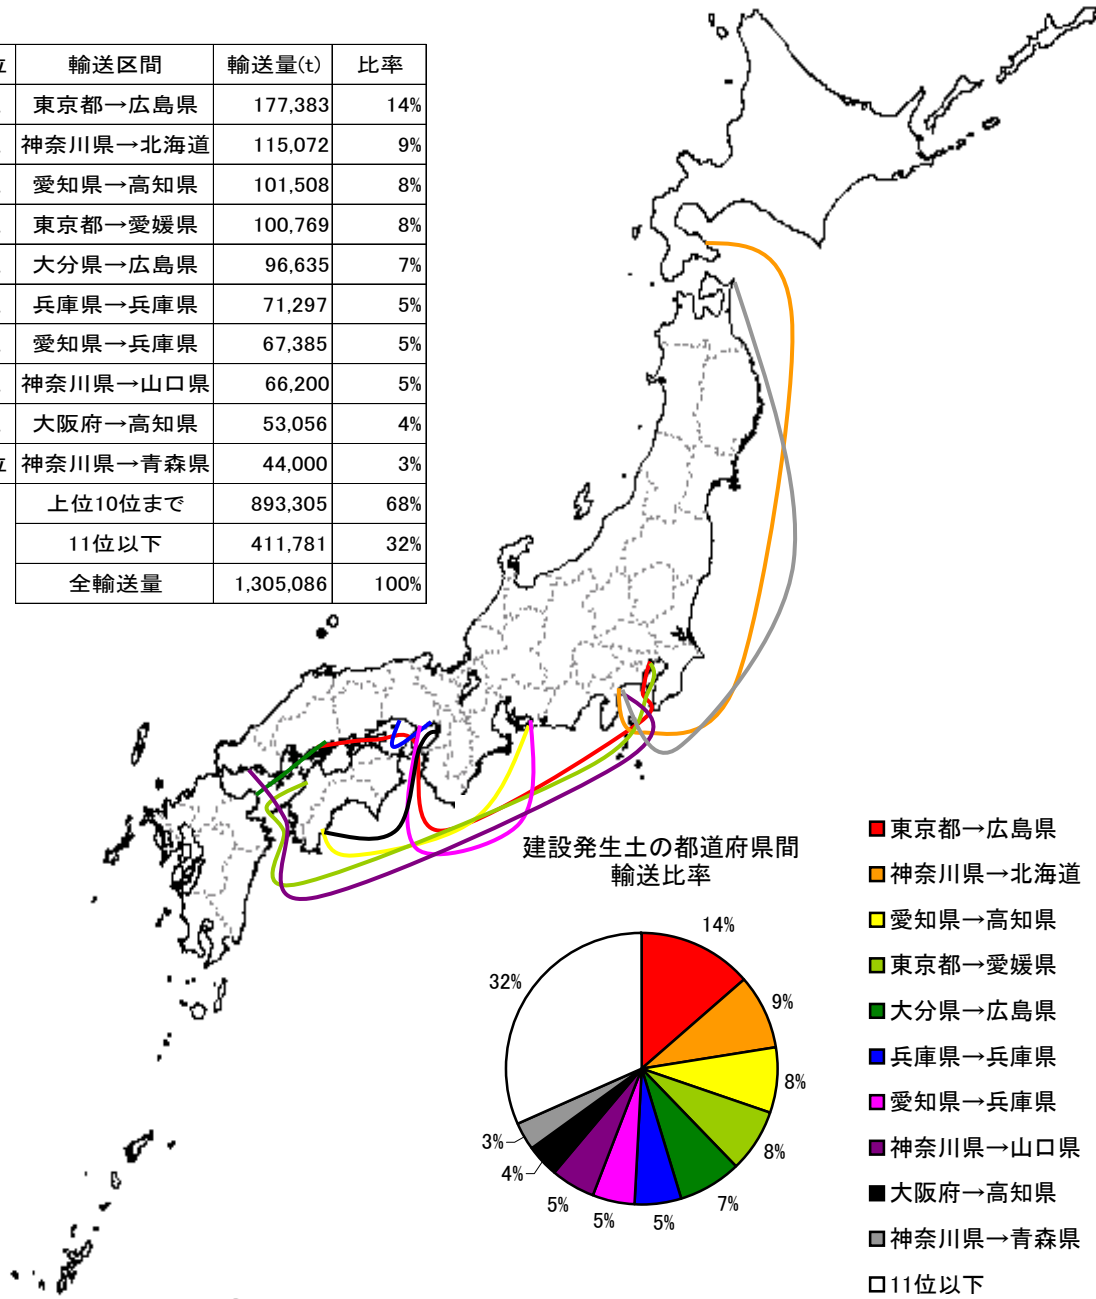 位 輸送区間 輸送量(t) 比率
東京都→広島県 177,383 14%
神奈川県→北海道 115,072 9%
愛知県→高知県 101,508 8%
東京都→愛媛県 100,769 8%
大分県→広島県 96,635 7%
兵庫県→兵庫県 71,297 5%
愛知県→兵庫県 67,385 5%
神奈川県→山口県 66,200 5%
大阪府→高知県 53,056 4%
位 神奈川県→青森県 44,000 3%
上位10位まで 893,305 68%
11位以下 411,781 32%
全輸送量 1,305,086 100%
建設発生土の都道府県間
輸送比率
14%
9%
8%
8%
7%
5%
5%
5%
4%
3%
32%
東京都→広島県
神奈川県→北海道
愛知県→高知県
東京都→愛媛県
大分県→広島県
兵庫県→兵庫県
愛知県→兵庫県
神奈川県→山口県
大阪府→高知県
神奈川県→青森県
11位以下